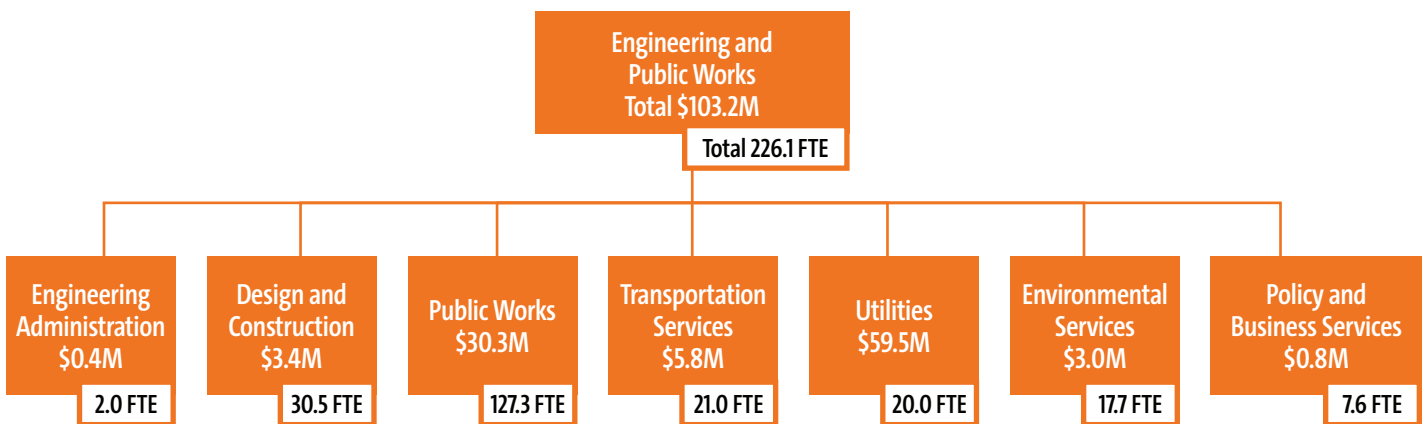 Engineering and
Public Works
Total $103.2M
Total 226.1 FTE
Engineering
Administration
$0.4M
2.0 FTE
Design and
Construction
$3.4M
30.5 FTE
Public Works
$30.3M
127.3 FTE
Transportation
Services
$5.8M
21.0 FTE
Utilities
$59.5M
20.0 FTE
Environmental
Services
$3.0M
17.7 FTE
Policy and
Business Services
$0.8M
7.6 FTE